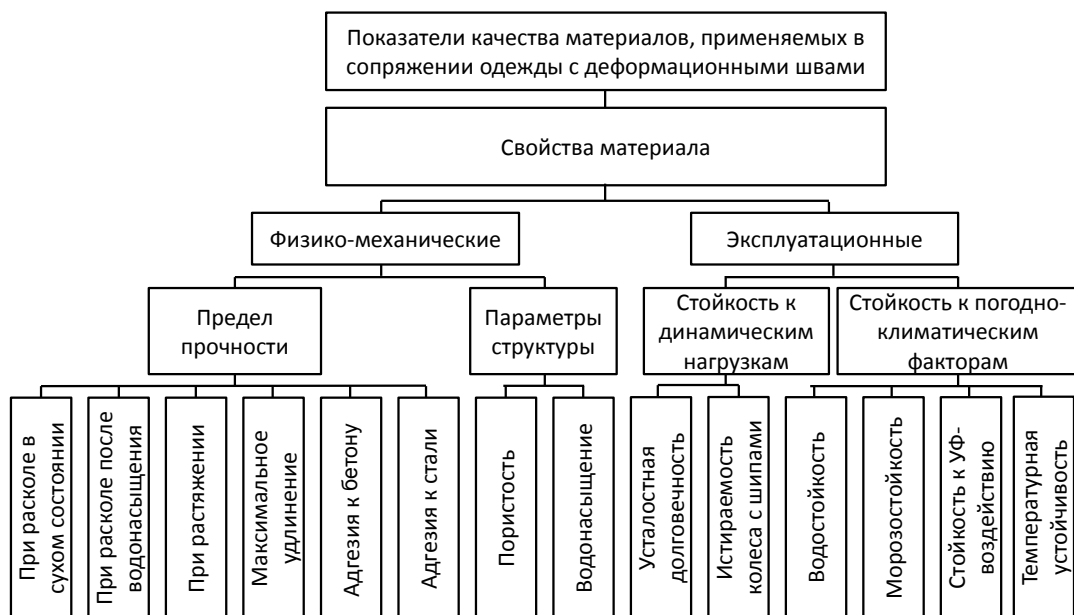 Показатели качества материалов, применяемых в
сопряжении одежды с деформационными швами
Свойства материала
Физико-механические
Эксплуатационные
Предел
прочности
Параметры
структуры
Стойкость к
динамическим
нагрузкам
Стойкость к погодно-
климатическим
факторам
При расколе в
сухом состоянии
При расколе после
водонасыщения
При растяжении
Максимальное
удлинение
Адгезия к бетону
Адгезия к стали
Пористость
Водонасыщение
Усталостная
долговечность
Истираемость
колеса с шипами
Водостойкость
Морозостойкость
Стойкость к УФ-
воздействию
Температурная
устойчивость